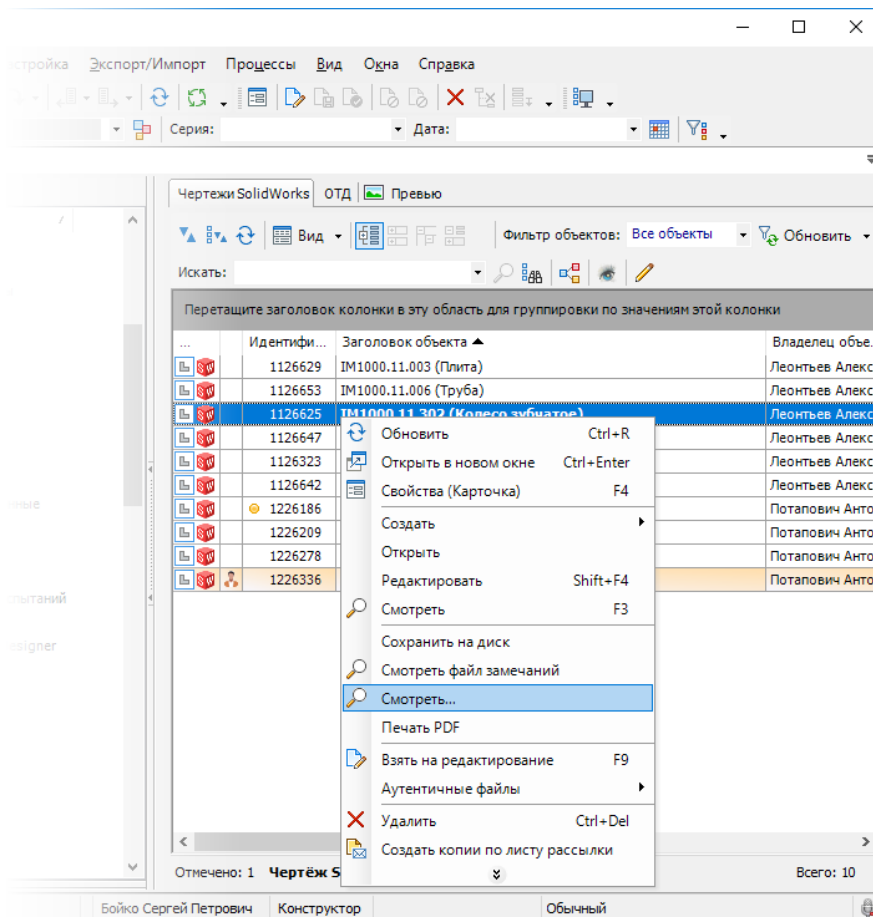 Экспорт/Импорт Процессы Вид Окна Справка
Серия: Дата:
Чертежи SolidWorks ОТД Превью
Вид Фильтр объектов: Все объекты Обновить
Искать:
Перетащите заголовок колонки в эту область для группировки по значениям этой колонки
... Идентифи... Заголовок объекта Владелец объе.
1126629 IM1000.11.003 (Плита) Леонтьев Алекс
1126653 IM1000.11.006 (Труба) Леонтьев Алекс
1126625 IM1000.11.302 (Колесо зубчатое) Леонтьев Алекс
1126647 Леонтьев Алекс
1126323 Леонтьев Алекс
1126642 Леонтьев Алекс
1226186 Потапович Анто
1226209 Потапович Анто
1226278 Потапович Анто
1226336 Потапович Анто
Обновить Ctrl+R
Открыть в новом окне Ctrl+Enter
Свойства (Карточка) F4
Создать
Открыть
Редактировать Shift+F4
Смотреть F3
Сохранить на диск
Смотреть файл замечаний
Смотреть...
Печать PDF
Взять на редактирование F9
Аутентичные файлы
Удалить Ctrl+Del
Создать копии по листу рассылки
Отмечено: 1 Чертёж S Всего: 10
Бойко Сергей Петрович Конструктор Обычный